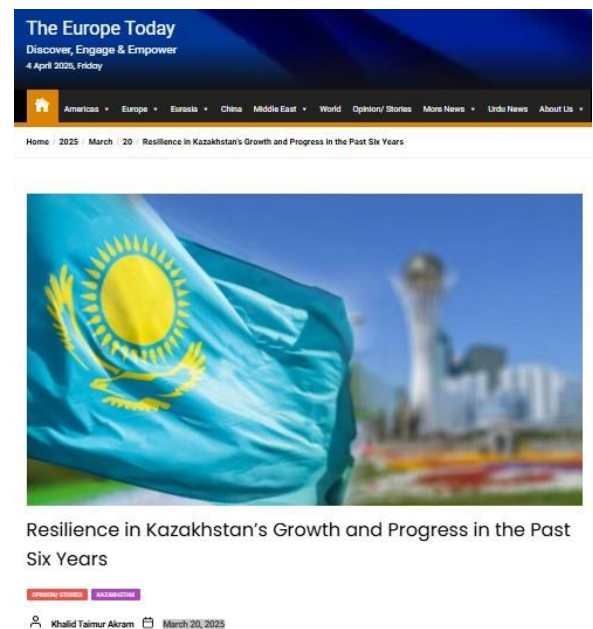 The Europe Today
Discover, Engage & Empower
4 April 2025, Friday
Americas Europe Eurasia China Middle East World Opinion/ Stories More News Urdu News About Us
Home / 2025 / March / 20 / Resilience in Kazakhstan's Growth and Progress in the Past Six Years
Resilience in Kazakhstan's Growth and Progress in the Past
Six Years
OPINION/ STORIES KAZAKHSTAN
Khalid Taimur Akram March 20, 2025